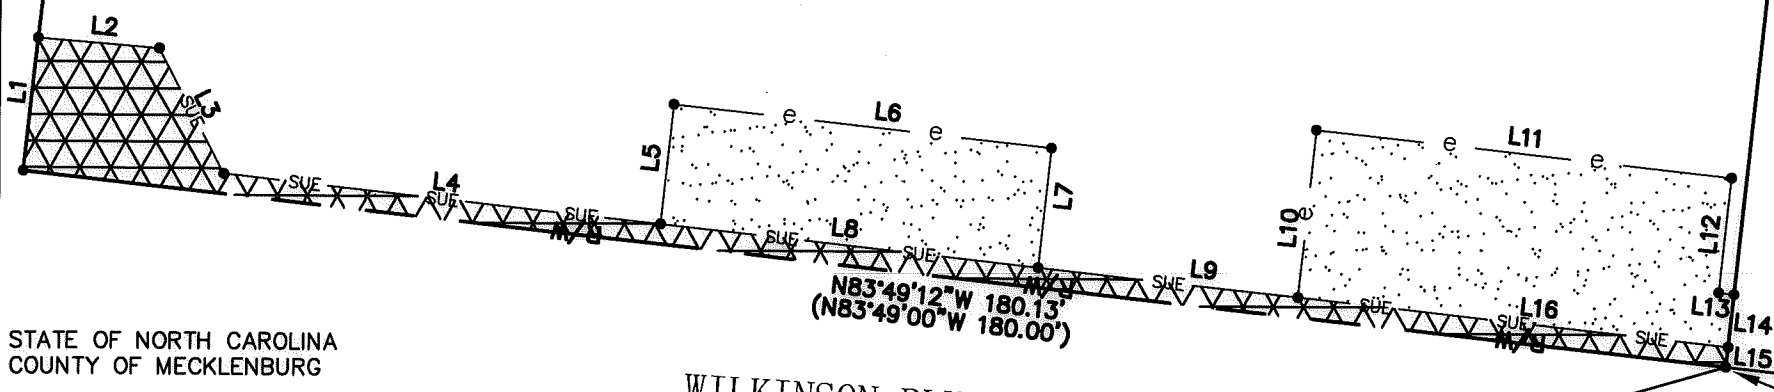 L2
L1
L3
SUE
L6
e
e
L11
e
e
L5
L7
L10
e
L12
SUE
L4
SUE
SUE
R/W
L8
SUE
SUE
L9
SUE
R/W
N83°49'12"W 180.13'
(N83°49'00"W 180.00')
SUE
L16
SUE
SUE
R/W
L13
L14
L15
STATE OF NORTH CAROLINA
COUNTY OF MECKLENBURG
WILKINSON